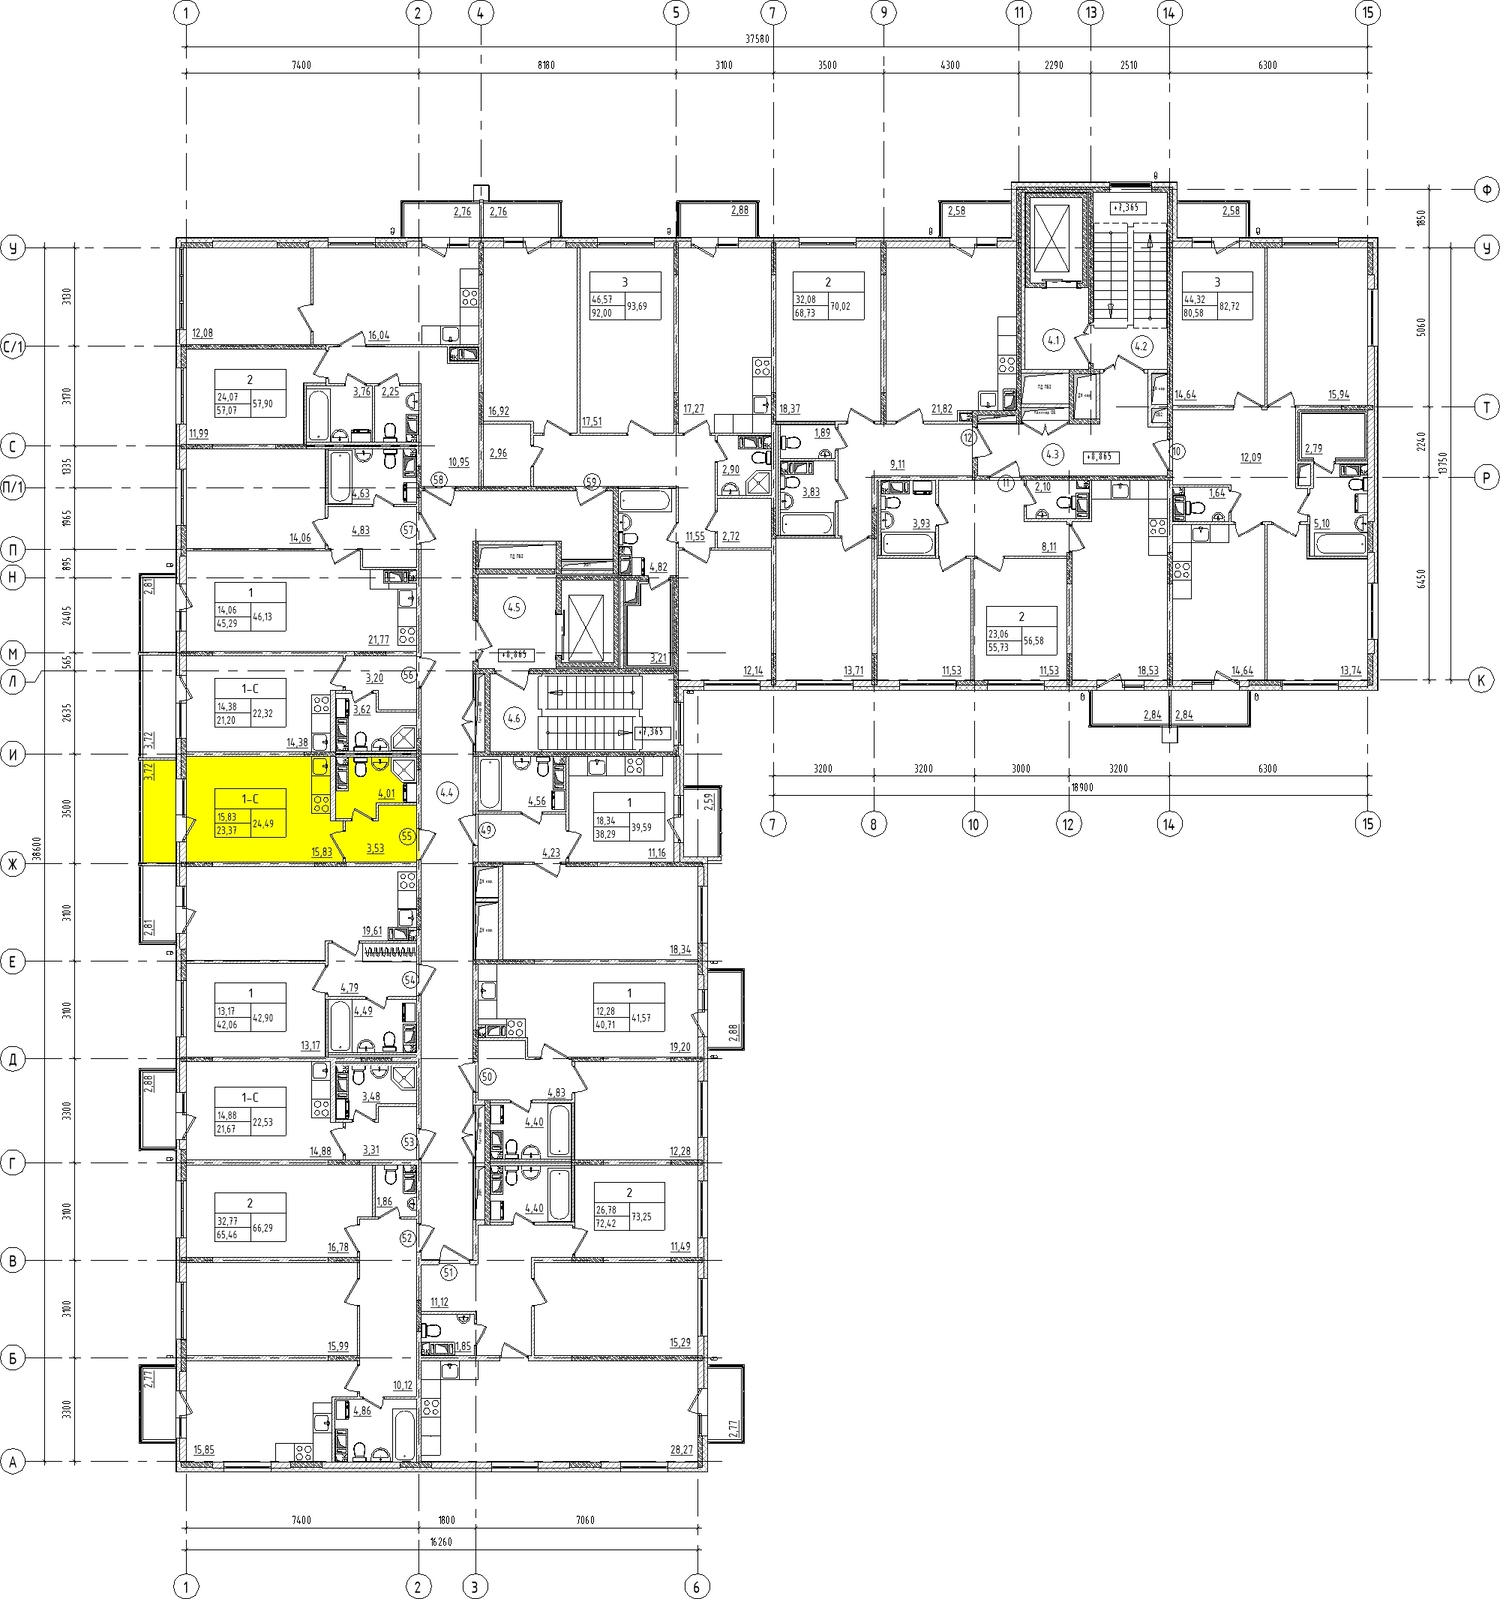 1 2 4 5 7 9 11 13 14 15
37580
7400 8180 3100 3500 4300 2290 2510 6300
Ф
1850
+7,365
2,76 2,76 2,88 2,58 2,58
У У
3130
3
46,57 93,69
92,00
2
32,08 70,02
68,73
3
44,32 82,72
80,58
5060
12,08 16,04
4.1 4.2
С/1
2
24,07 57,90
57,07
3,76 2,25
3170
14,64 15,94
16,92 17,51 17,27 18,37 21,82
Т
11,99
1,89 12
С
10,95 2,96 2,90
4.3 +8,865 10 12,09 2,79
2240
13750
1335
9,11
Р
П/1
58 59
4,63 3,83 11 2,10 1,64
1965
57 4,83 14,06 11,55 2,72 3,93 8,11 5,10
П
895
4,82
Н
2,81
1
14,06 46,13
45,29
4.5
2
23,06 56,58
55,73
6450
2405
21,77
М
+8,865 3,21 12,14 13,71 11,53 11,53 18,53 14,64 13,74
565
3,20 56
Л К
1-С
14,38 22,32
21,20
3,62
4.6
2635
2,84 2,84
+7,365
3,72 14,38
И
3,72
1-С
15,83 24,49
23,37
4,01
4.4
3200 3200 3000 3200 6300
18900
3500
4,56
1
18,34 39,59
38,29
2,59
7 8 10 12 14 15
38600
55 49
15,83 3,53 4,23 11,16
Ж
3100
2,81 19,61 18,34
Е
54
4,79
1
13,17 42,90
42,06
4,49
1
12,28 41,57
40,71
3100
2,88
13,17 19,20
Д
2,88
50
1-С
14,88 22,53
21,67
3,48 4,83
3300
4,40
53
14,88 3,31 12,28
Г
2
32,77 66,29
65,46
1,86 4,40
2
26,78 73,25
72,42
3100
52
16,78 11,49
В
51
11,12
3100
15,99 1,85 15,29
Б
2,77 10,12
4,86
2,77
3300
15,85 28,27
А
7400 1800 7060
16260
1 2 3 6